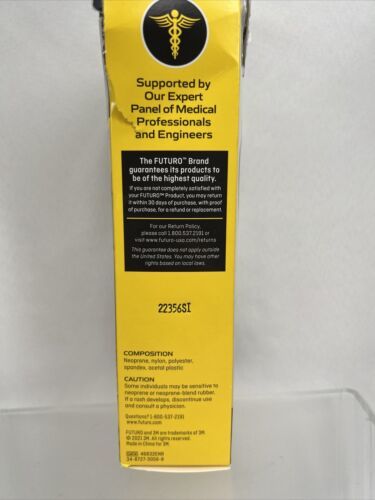 Supported by
Our Expert
Panel of Medical
Professionals
and Engineers
The FUTURO™ Brand
guarantees its products to
be of the highest quality.
If you are not completely satisfied with
your FUTURO™ Product, you may return
it within 30 days of purchase, with proof
of purchase, for a refund or replacement.
For our Return Policy,
please call 1.800.537.2191 or
visit www.futuro-usa.com/returns
This guarantee does not apply outside
the United States. You may have other
rights based on local laws.
22356SI
COMPOSITION
Neoprene, nylon, polyester,
spandex, acetal plastic
CAUTION
Some individuals may be sensitive to
neoprene or neoprene-blend rubber.
If a rash develops, discontinue use
and consult a physician.
Questions? 1-800-537-2191
www.futuro.com
FUTURO and 3M are trademarks of 3M.
© 2021 3M. All rights reserved.
Made in China for 3M.
46632ENR
34-8727-3006-9